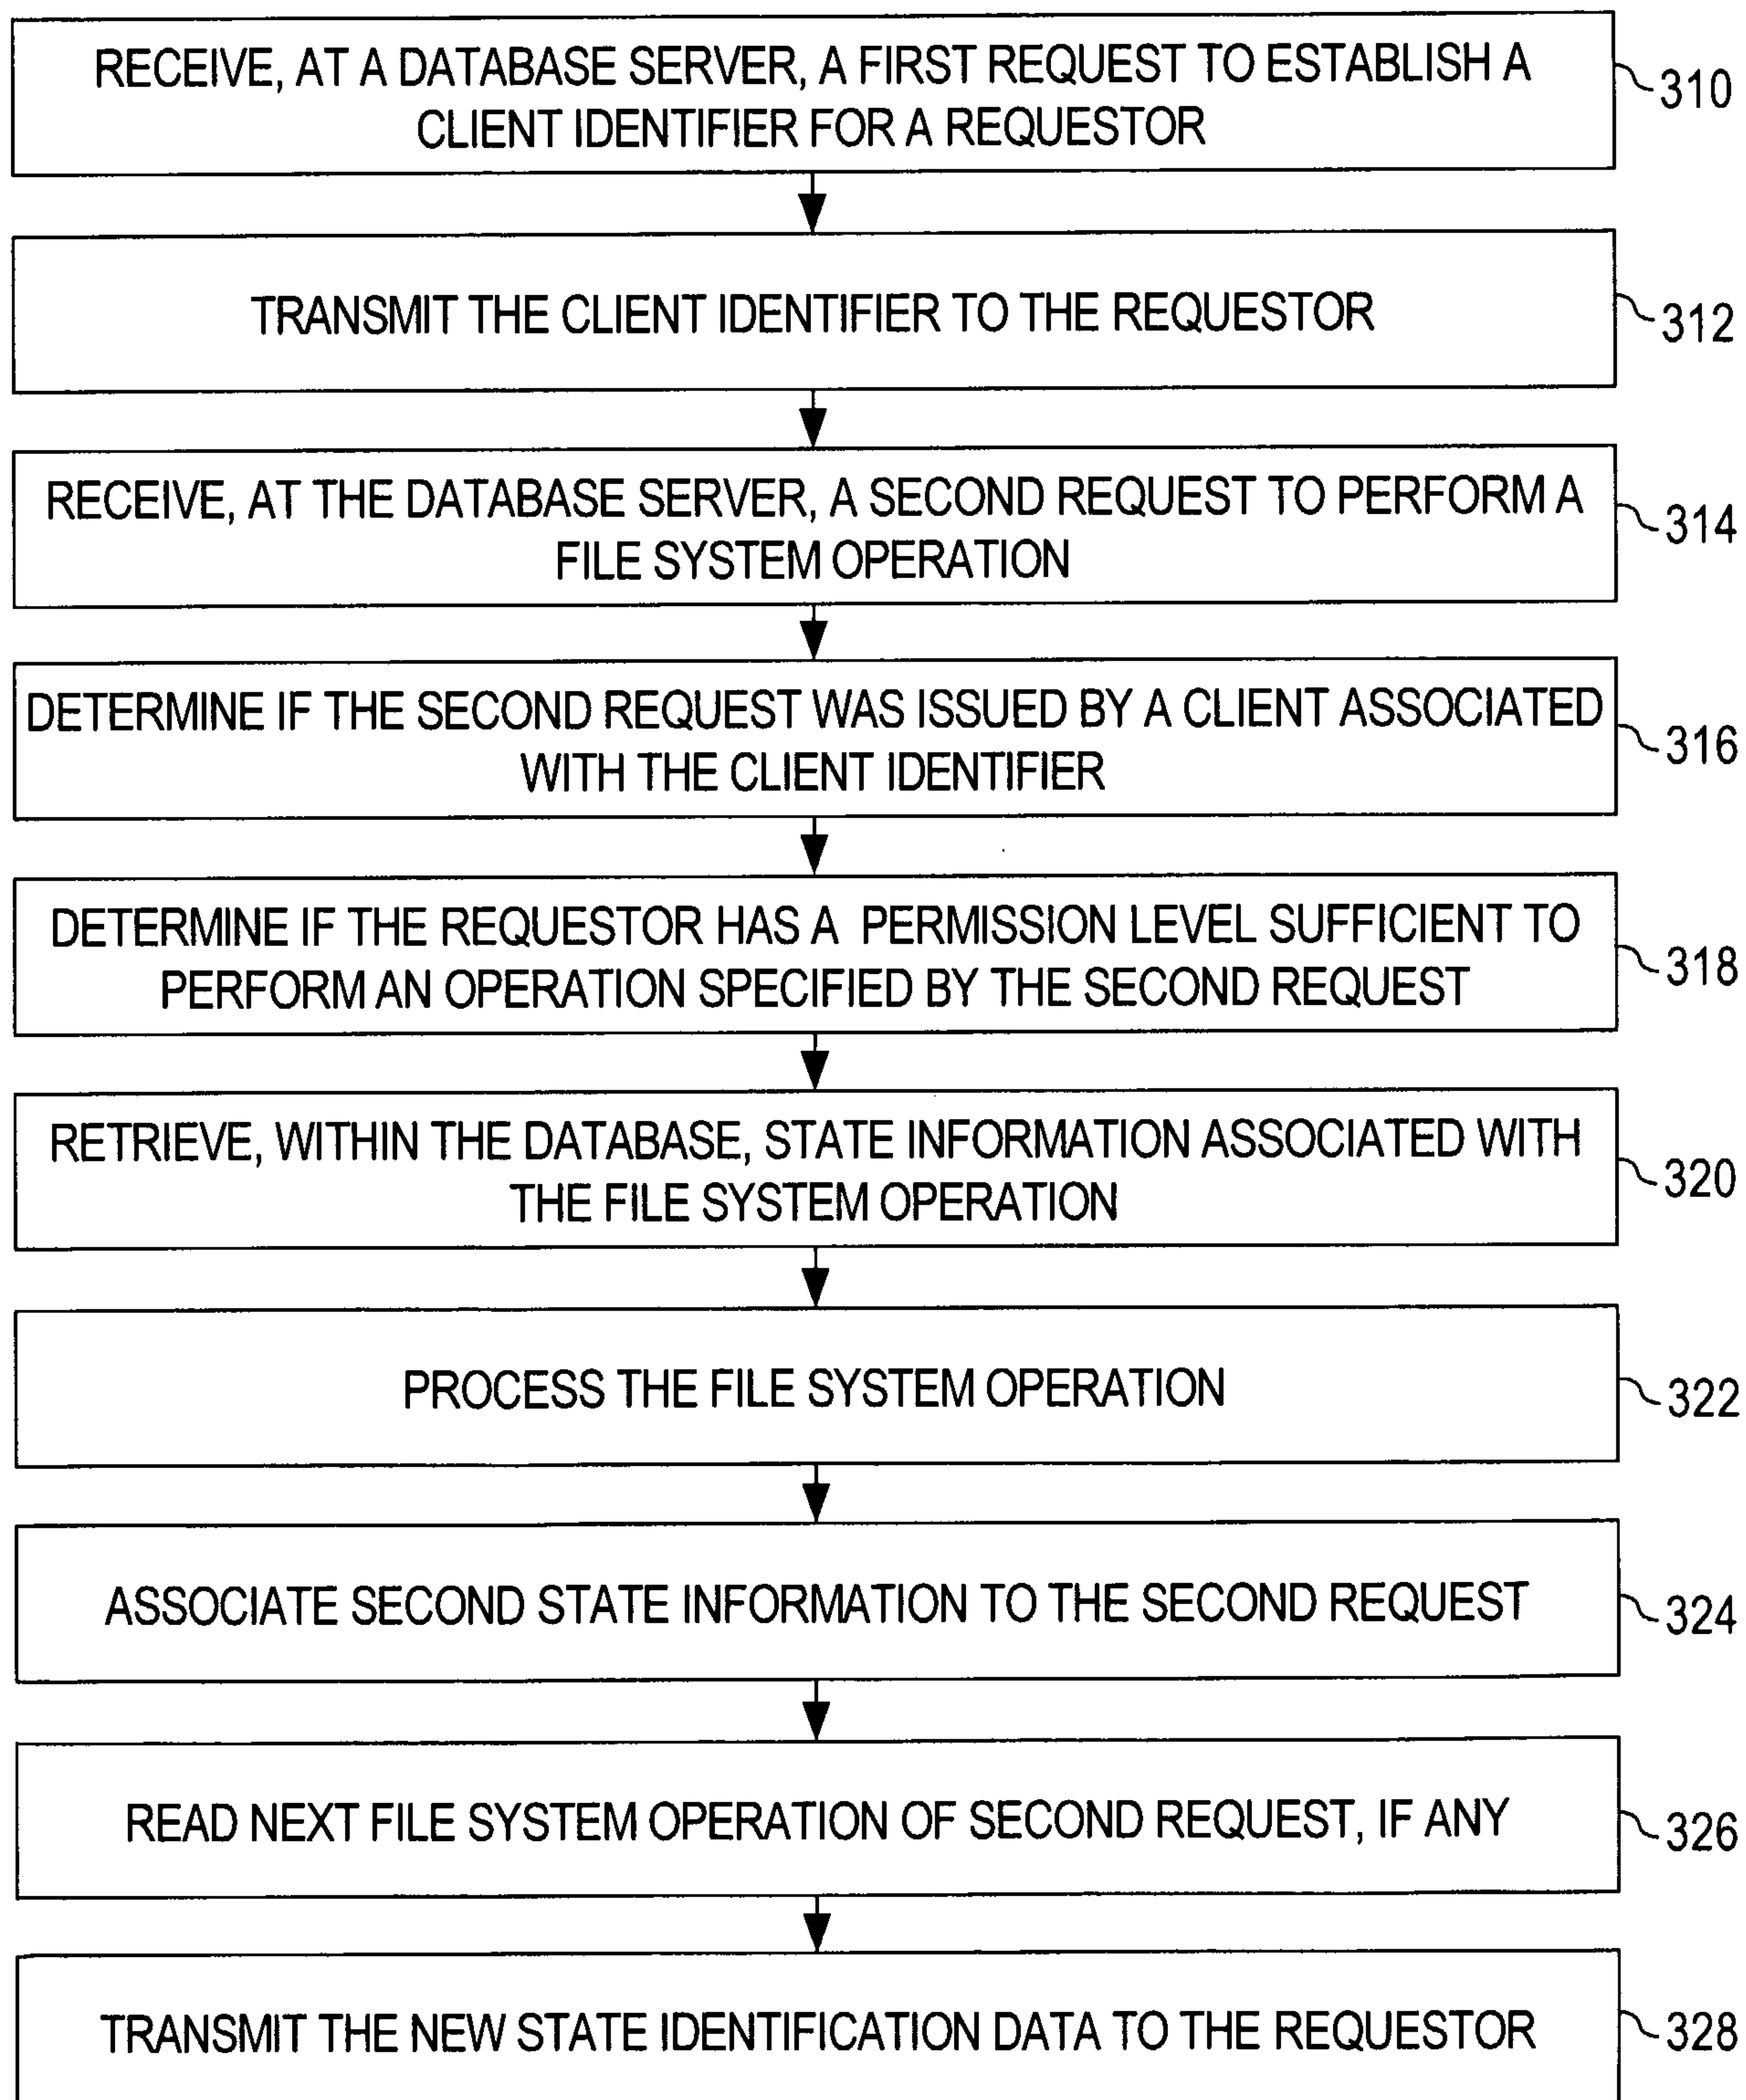 RECEIVE, AT A DATABASE SERVER, A FIRST REQUEST TO ESTABLISH A
CLIENT IDENTIFIER FOR A REQUESTOR
310
TRANSMIT THE CLIENT IDENTIFIER TO THE REQUESTOR
312
RECEIVE, AT THE DATABASE SERVER, A SECOND REQUEST TO PERFORM A
FILE SYSTEM OPERATION
314
DETERMINE IF THE SECOND REQUEST WAS ISSUED BY A CLIENT ASSOCIATED
WITH THE CLIENT IDENTIFIER
316
DETERMINE IF THE REQUESTOR HAS A PERMISSION LEVEL SUFFICIENT TO
PERFORM AN OPERATION SPECIFIED BY THE SECOND REQUEST
318
RETRIEVE, WITHIN THE DATABASE, STATE INFORMATION ASSOCIATED WITH
THE FILE SYSTEM OPERATION
320
PROCESS THE FILE SYSTEM OPERATION
322
ASSOCIATE SECOND STATE INFORMATION TO THE SECOND REQUEST
324
READ NEXT FILE SYSTEM OPERATION OF SECOND REQUEST, IF ANY
326
TRANSMIT THE NEW STATE IDENTIFICATION DATA TO THE REQUESTOR
328